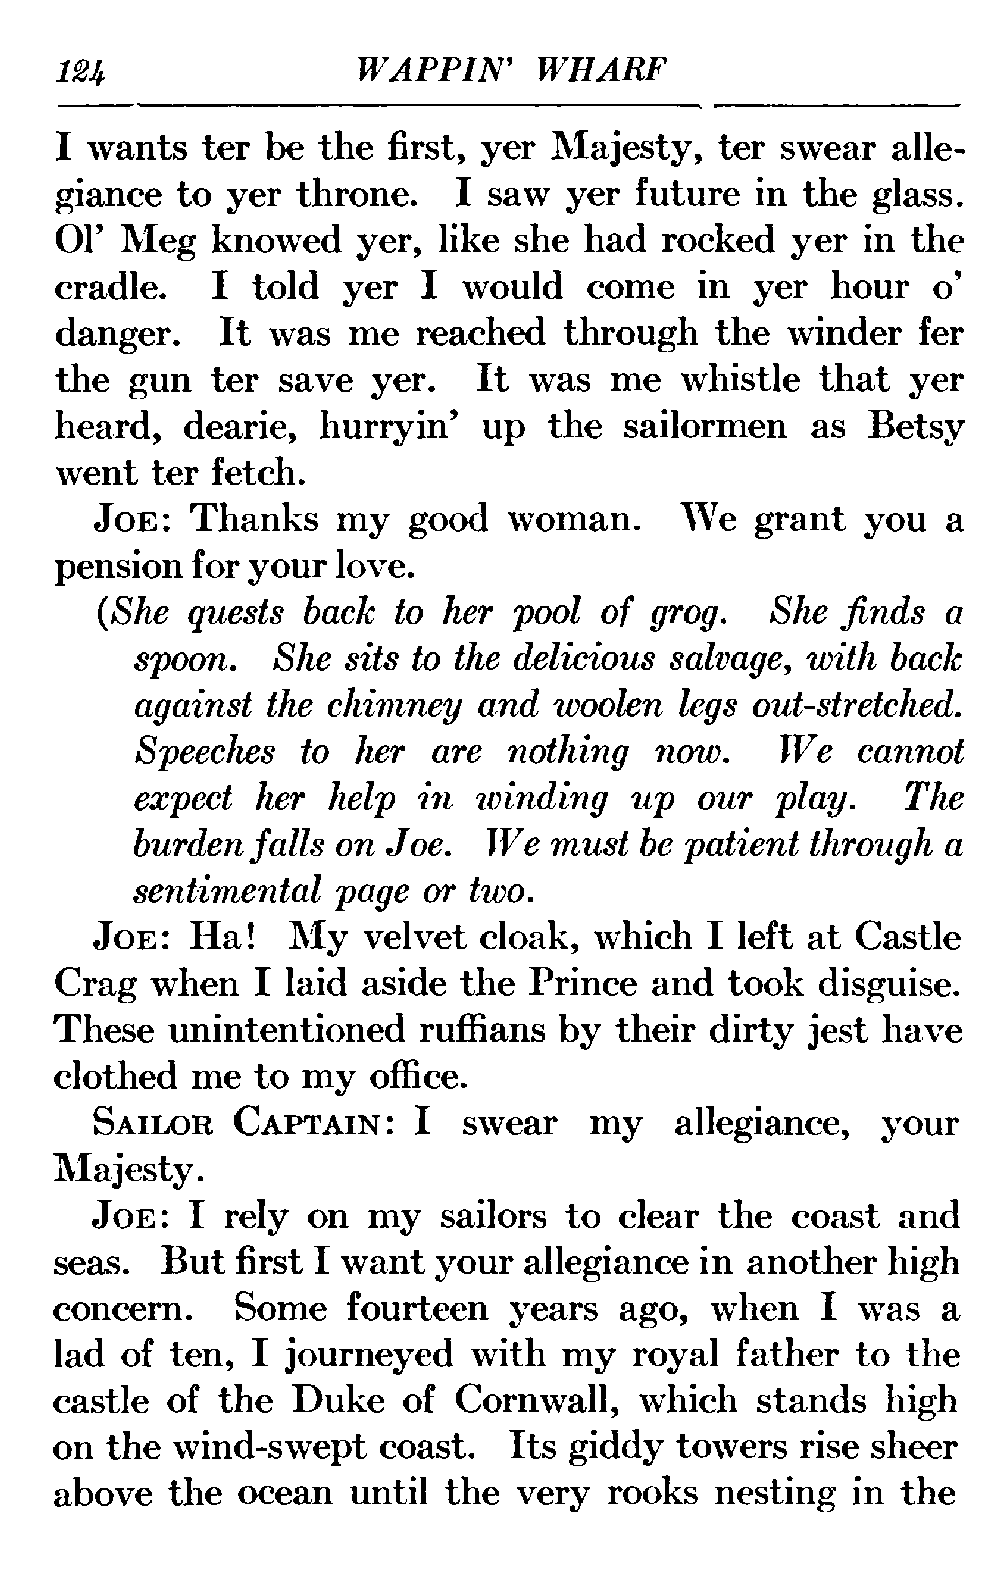 124 WAPPIN' WHARF
I wants ter be the first, yer Majesty, ter swear alle-
giance to yer throne. I saw yer future in the glass.
Ol' Meg knowed yer, like she had rocked yer in the
cradle. I told yer I would come in yer hour o'
danger. It was me reached through the winder fer
the gun ter save yer. It was me whistle that yer
heard, dearie, hurryin' up the sailormen as Betsy
went ter fetch.
JOE: Thanks my good woman. We grant you a
pension for your love.
(She quests back to her pool of grog. She finds a
spoon. She sits to the delicious salvage, with back
against the chimney and woolen legs out-stretched.
Speeches to her are nothing now. We cannot
expect her help in winding up our play. The
burden falls on Joe. We must be patient through a
sentimental page or two.
JOE: Ha! My velvet cloak, which I left at Castle
Crag when I laid aside the Prince and took disguise.
These unintentioned ruffians by their dirty jest have
clothed me to my office.
SAILOR CAPTAIN: I swear my allegiance, your
Majesty.
JOE: I rely on my sailors to clear the coast and
seas. But first I want your allegiance in another high
concern. Some fourteen years ago, when I was a
lad of ten, I journeyed with my royal father to the
castle of the Duke of Cornwall, which stands high
on the wind-swept coast. Its giddy towers rise sheer
above the ocean until the very rooks nesting in the